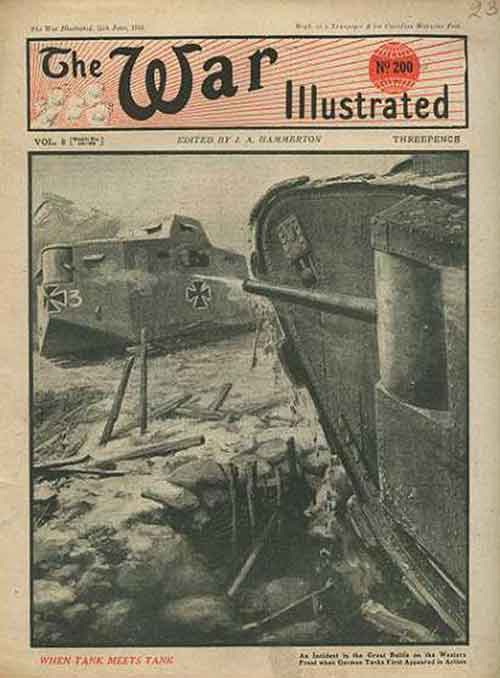 23
The War Illustrated, 15th June, 1918.
Regd. as a Newspaper & for Canadian Magazine Post.
The War Illustrated
Nº 200
VOL. 8
EDITED BY J. A. HAMMERTON
THREEPENCE
3
WHEN TANK MEETS TANK
An Incident in the Great Battle on the Western
Front when German Tanks First Appeared in Action